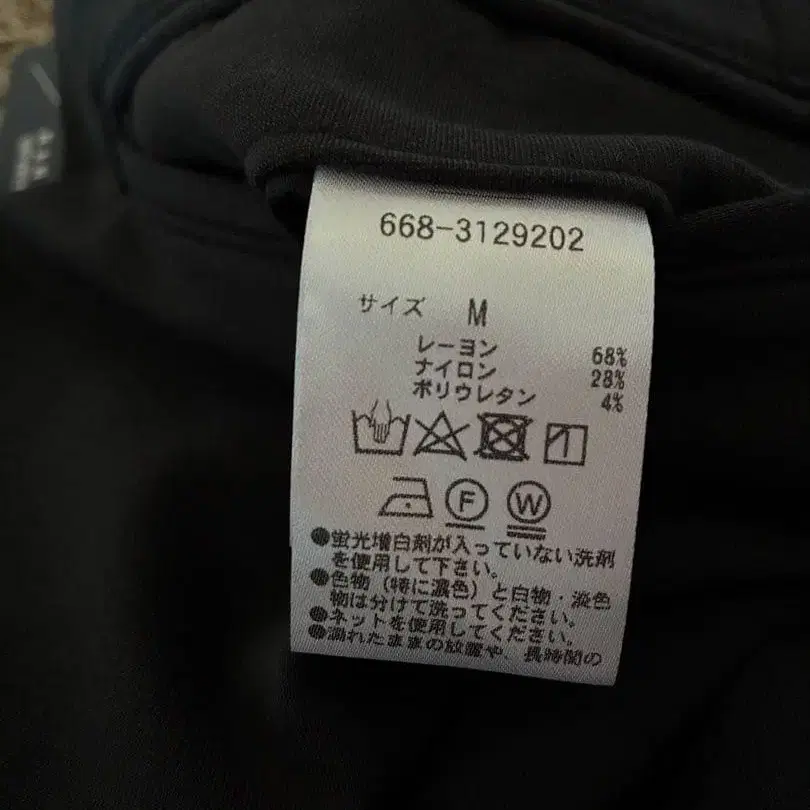 668-3129202
サイズ M
レーヨン 68%
ナイロン 28%
ポリウレタン 4%
F W
●蛍光増白剤が入っていない洗剤
を使用して下さい。
●色物(特に濃色)と白物・淡色
物は分けて洗ってください。
●ネットを使用してください。
●濡れたままの放置や、長時間の